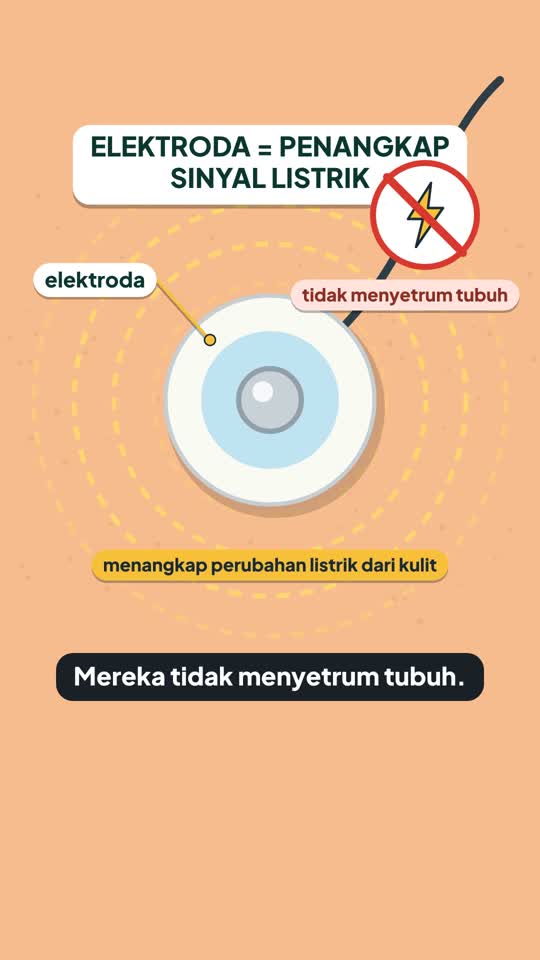 ELEKTRODA = PENANGKAP
SINYAL LISTRIK
elektroda
tidak menyetrum tubuh
menangkap perubahan listrik dari kulit
Mereka tidak menyetrum tubuh.